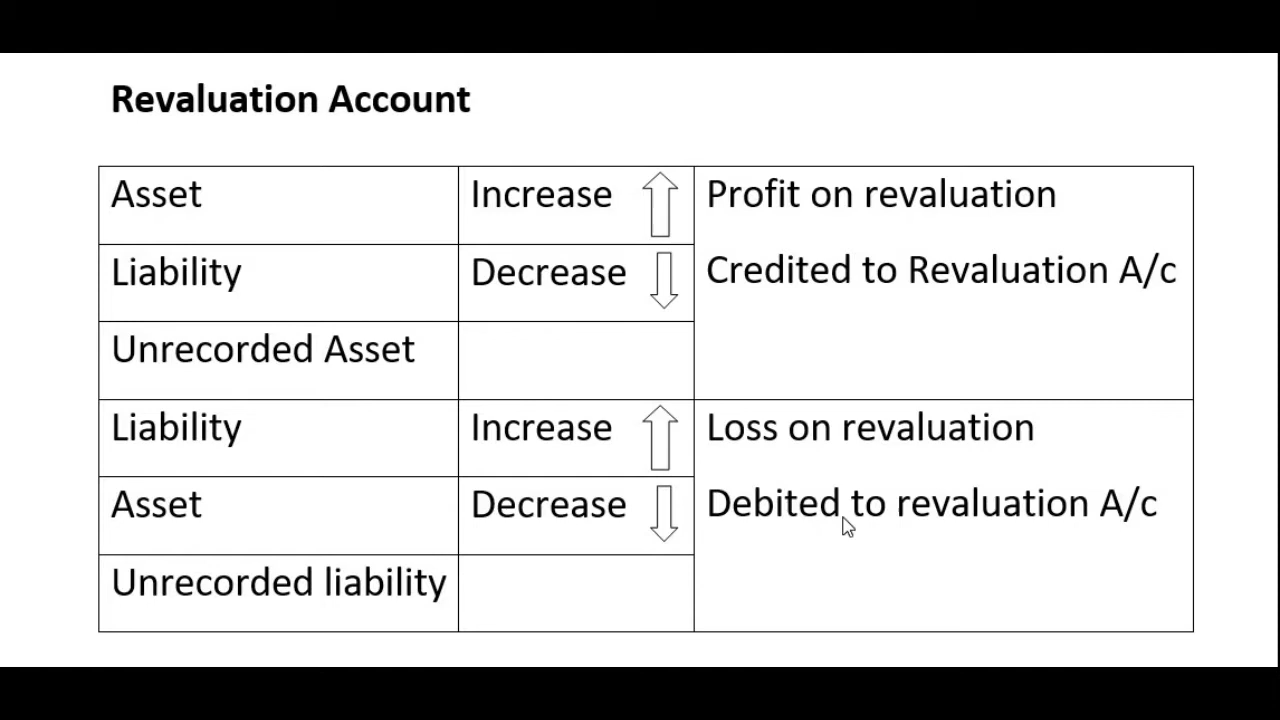 Revaluation Account
Asset Increase Profit on revaluation
Liability Decrease Credited to Revaluation A/c
Unrecorded Asset
Liability Increase Loss on revaluation
Asset Decrease Debited to revaluation A/c
Unrecorded liability